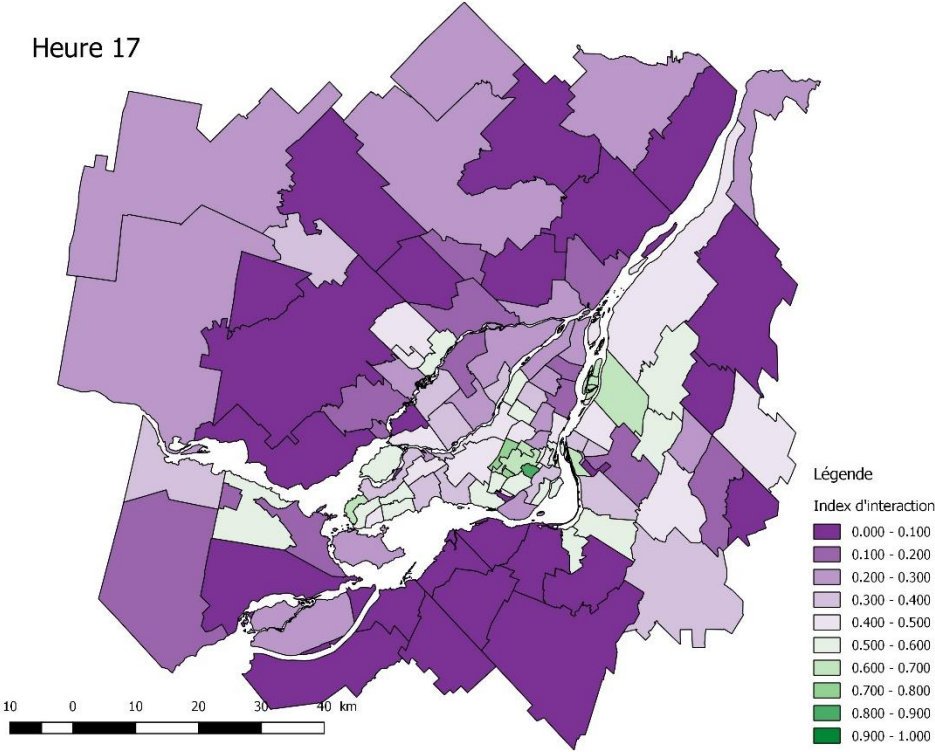 Heure 17
Légende
Index d'interaction
0.000 - 0.100
0.100 - 0.200
0.200 - 0.300
0.300 - 0.400
0.400 - 0.500
0.500 - 0.600
0.600 - 0.700
0.700 - 0.800
0.800 - 0.900
0.900 - 1.000
10 0 10 20 30 40 km